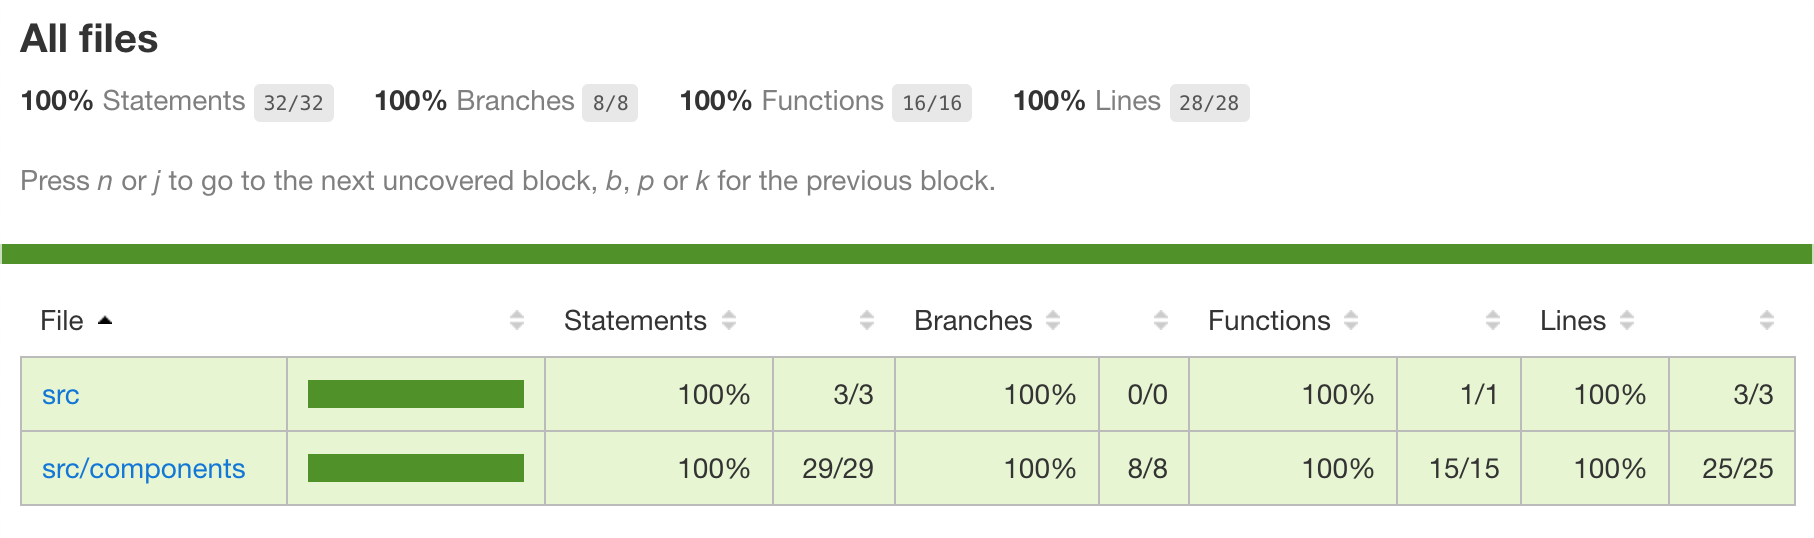 All files
100% Statements 32/32 100% Branches 8/8 100% Functions 16/16 100% Lines 28/28
Press n or j to go to the next uncovered block, b, p or k for the previous block.
File Statements Branches Functions Lines
src 100% 3/3 100% 0/0 100% 1/1 100% 3/3
src/components 100% 29/29 100% 8/8 100% 15/15 100% 25/25